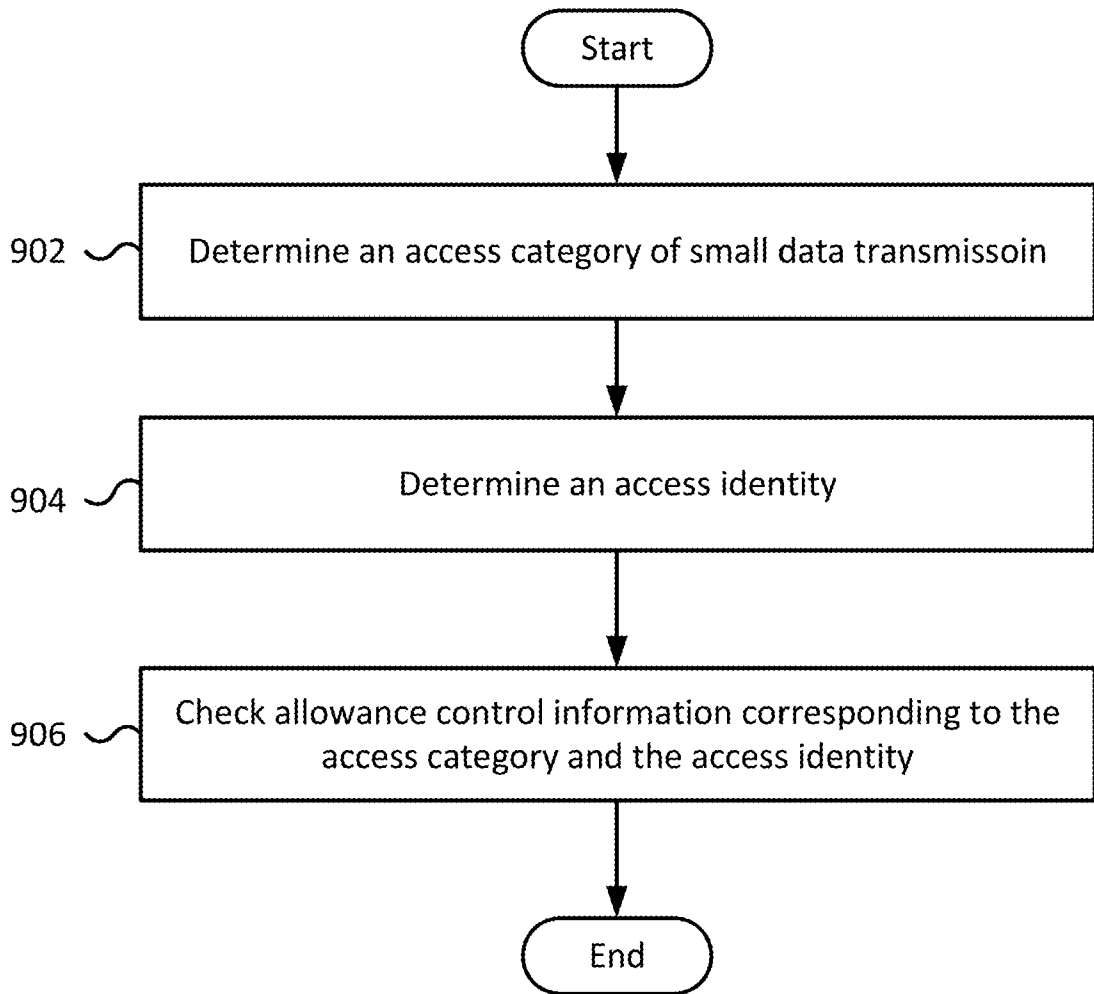 Start
902
Determine an access category of small data transmissoin
904
Determine an access identity
906
Check allowance control information corresponding to the
access category and the access identity
End